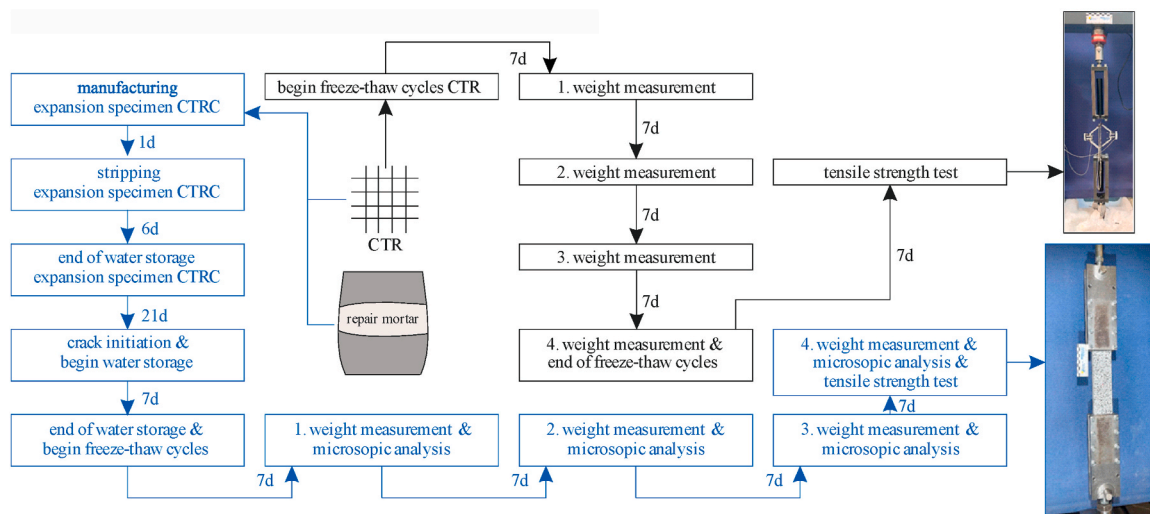 7d
manufacturing
expansion specimen CTRC
begin freeze-thaw cycles CTR
1. weight measurement
1d
7d
stripping
expansion specimen CTRC
2. weight measurement
tensile strength test
6d
7d
CTR
7d
end of water storage
expansion specimen CTRC
3. weight measurement
21d
7d
repair mortar
crack initiation &
begin water storage
4. weight measurement &
end of freeze-thaw cycles
4. weight measurement &
microsopic analysis &
tensile strength test
7d
7d
end of water storage &
begin freeze-thaw cycles
1. weight measurement &
microsopic analysis
2. weight measurement &
microsopic analysis
3. weight measurement &
microsopic analysis
7d
7d
7d